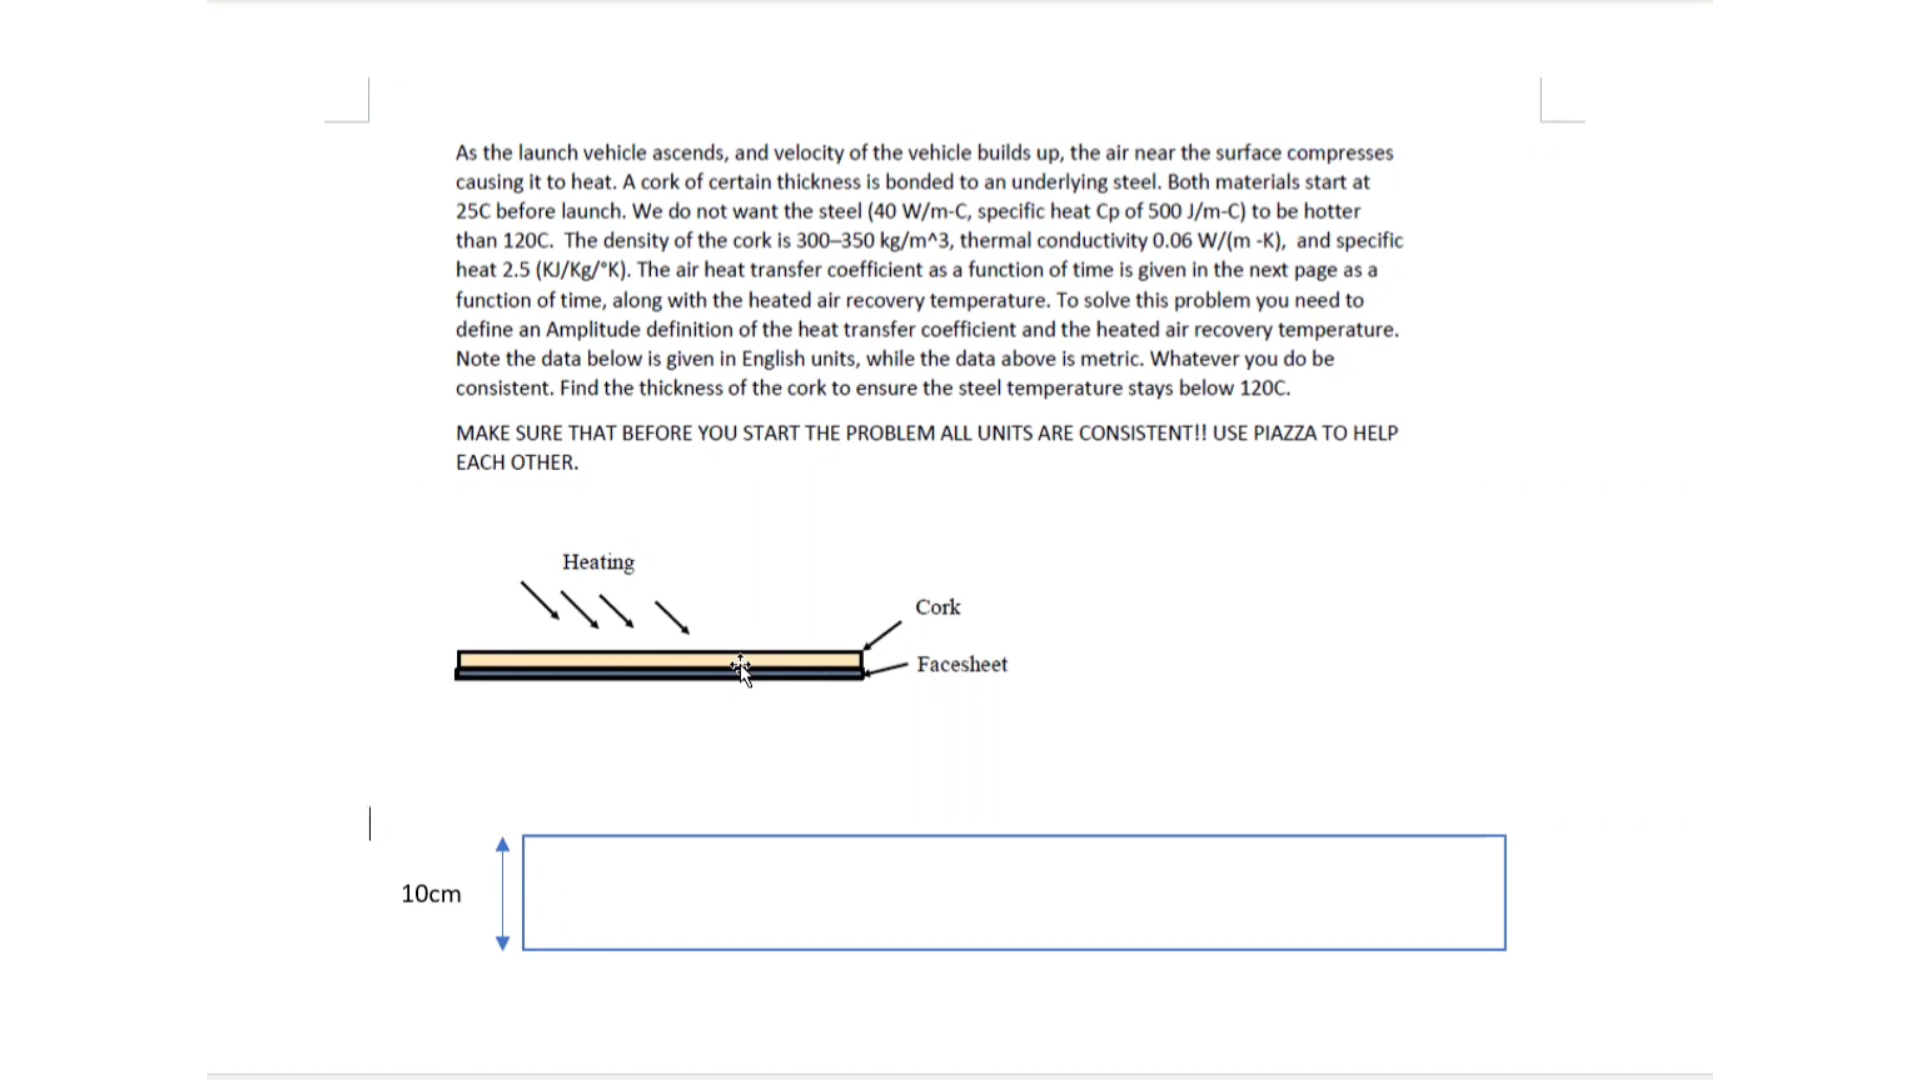 As the launch vehicle ascends, and velocity of the vehicle builds up, the air near the surface compresses
causing it to heat. A cork of certain thickness is bonded to an underlying steel. Both materials start at
25C before launch. We do not want the steel (40 W/m-C, specific heat Cp of 500 J/m-C) to be hotter
than 120C.  The density of the cork is 300–350 kg/m^3, thermal conductivity 0.06 W/(m -K),  and specific
heat 2.5 (KJ/Kg/°K). The air heat transfer coefficient as a function of time is given in the next page as a
function of time, along with the heated air recovery temperature. To solve this problem you need to
define an Amplitude definition of the heat transfer coefficient and the heated air recovery temperature.
Note the data below is given in English units, while the data above is metric. Whatever you do be
consistent. Find the thickness of the cork to ensure the steel temperature stays below 120C.
MAKE SURE THAT BEFORE YOU START THE PROBLEM ALL UNITS ARE CONSISTENT!! USE PIAZZA TO HELP
EACH OTHER.
Heating
Cork
Facesheet
10cm